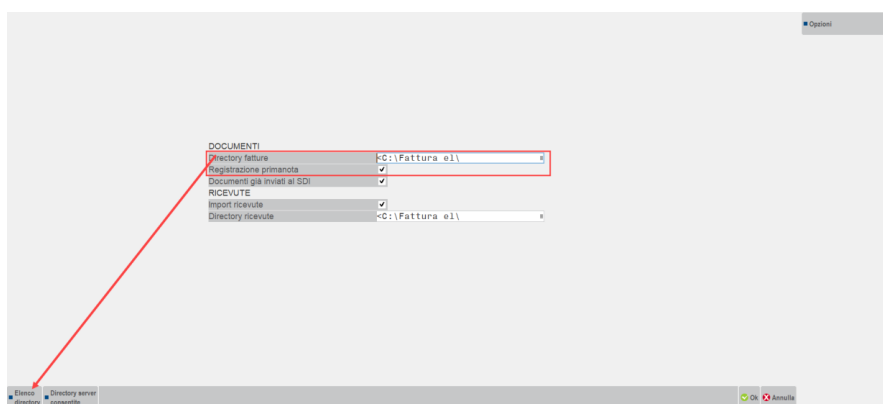 Opzioni
DOCUMENTI
Directory fatture <C:\Fattura el\
Registrazione primanota
Documenti già inviati al SDI
RICEVUTE
Import ricevute
Directory ricevute <C:\Fattura el\
Elenco directory
Directory server consentite
Ok
Annulla